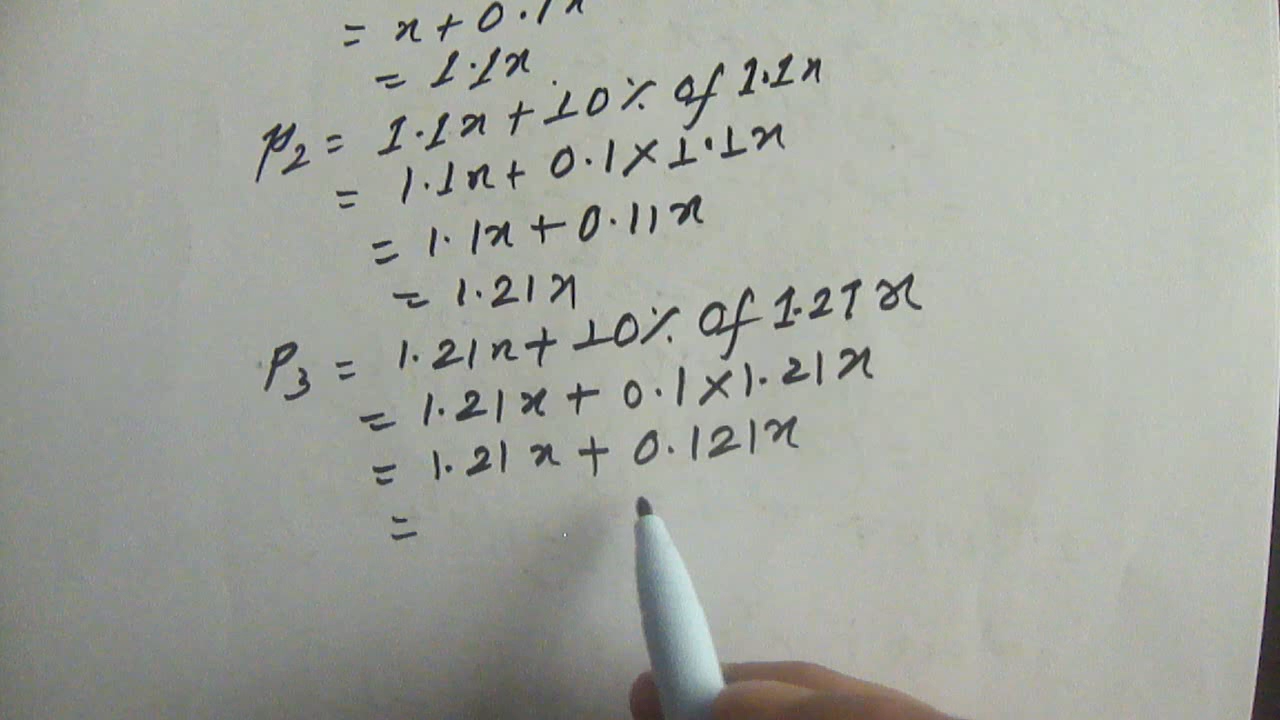 = x + 0.1x
= 1.1x
P2 = 1.1x + 10% of 1.1x
= 1.1x + 0.1 × 1.1x
= 1.1x + 0.11x
= 1.21x
P3 = 1.21x + 10% of 1.21x
= 1.21x + 0.1 × 1.21x
= 1.21x + 0.121x
=